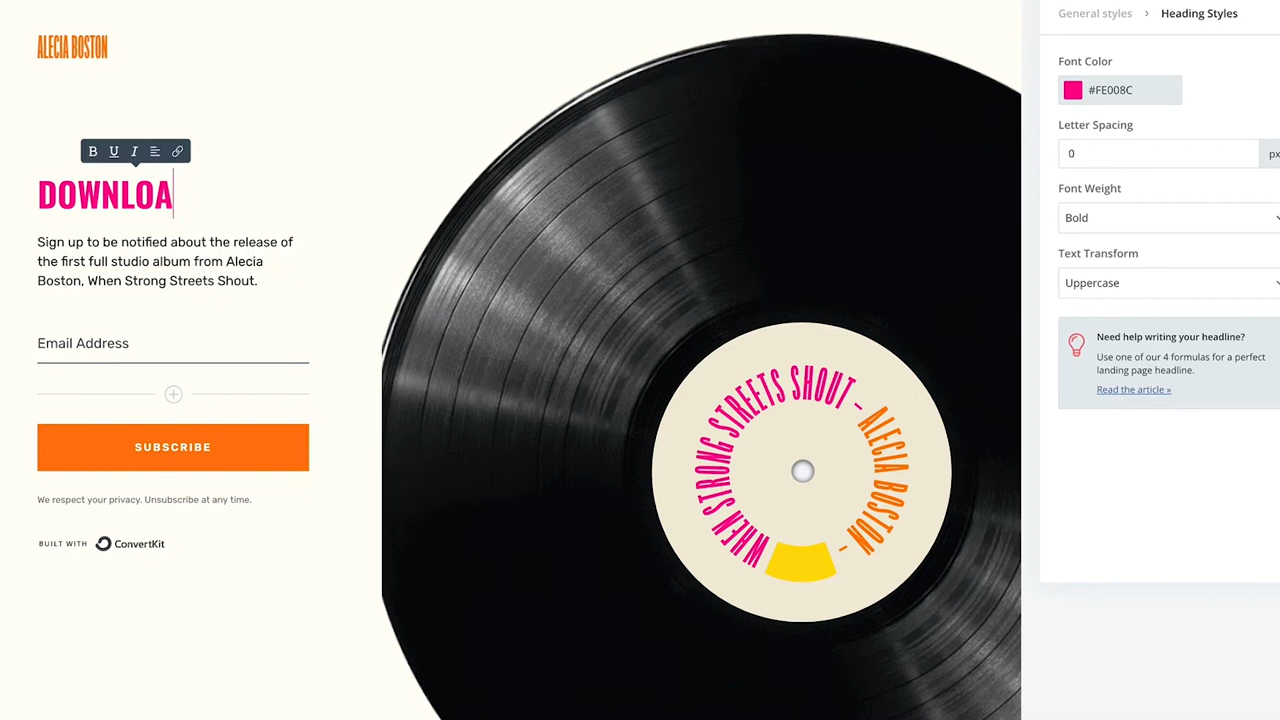 ALECIA BOSTON
B U I
DOWNLOA
Sign up to be notified about the release of
the first full studio album from Alecia
Boston, When Strong Streets Shout.
Email Address
SUBSCRIBE
We respect your privacy. Unsubscribe at any time.
BUILT WITH ConvertKit
WHEN STRONG STREETS SHOUT - ALECIA BOSTON -
General styles › Heading Styles
Font Color
#FE008C
Letter Spacing
0 px
Font Weight
Bold
Text Transform
Uppercase
Need help writing your headline?
Use one of our 4 formulas for a perfect
landing page headline.
Read the article »